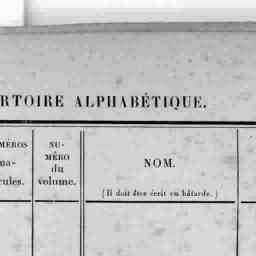 RTOIRE ALPHABÉTIQUE.
MÉROS
ma-
cules.
NU-
MÉRO
du
volume.
NOM.
(Il doit être écrit en bâtarde.)